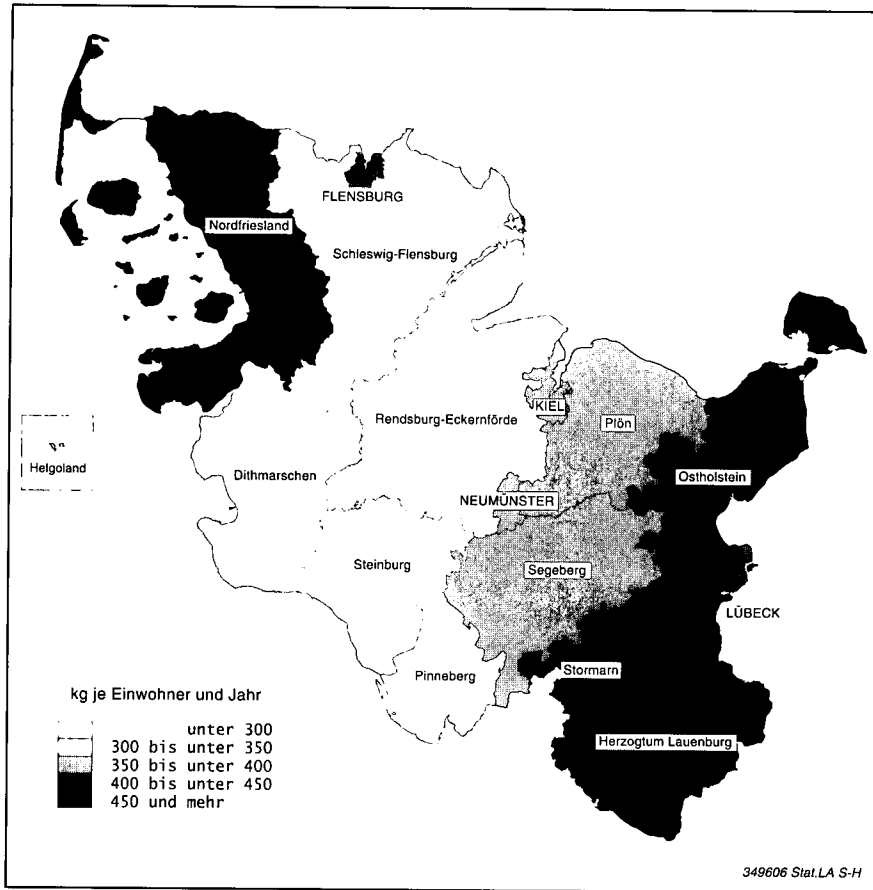 FLENSBURG
Nordfriesland
Schleswig-Flensburg
KIEL
Rendsburg-Eckernförde
Plön
Helgoland
Dithmarschen
Ostholstein
NEUMÜNSTER
Steinburg
Segeberg
LÜBECK
Stormarn
Pinneberg
Herzogtum Lauenburg
kg je Einwohner und Jahr
unter 300
300 bis unter 350
350 bis unter 400
400 bis unter 450
450 und mehr
349606 Stat.LA S-H